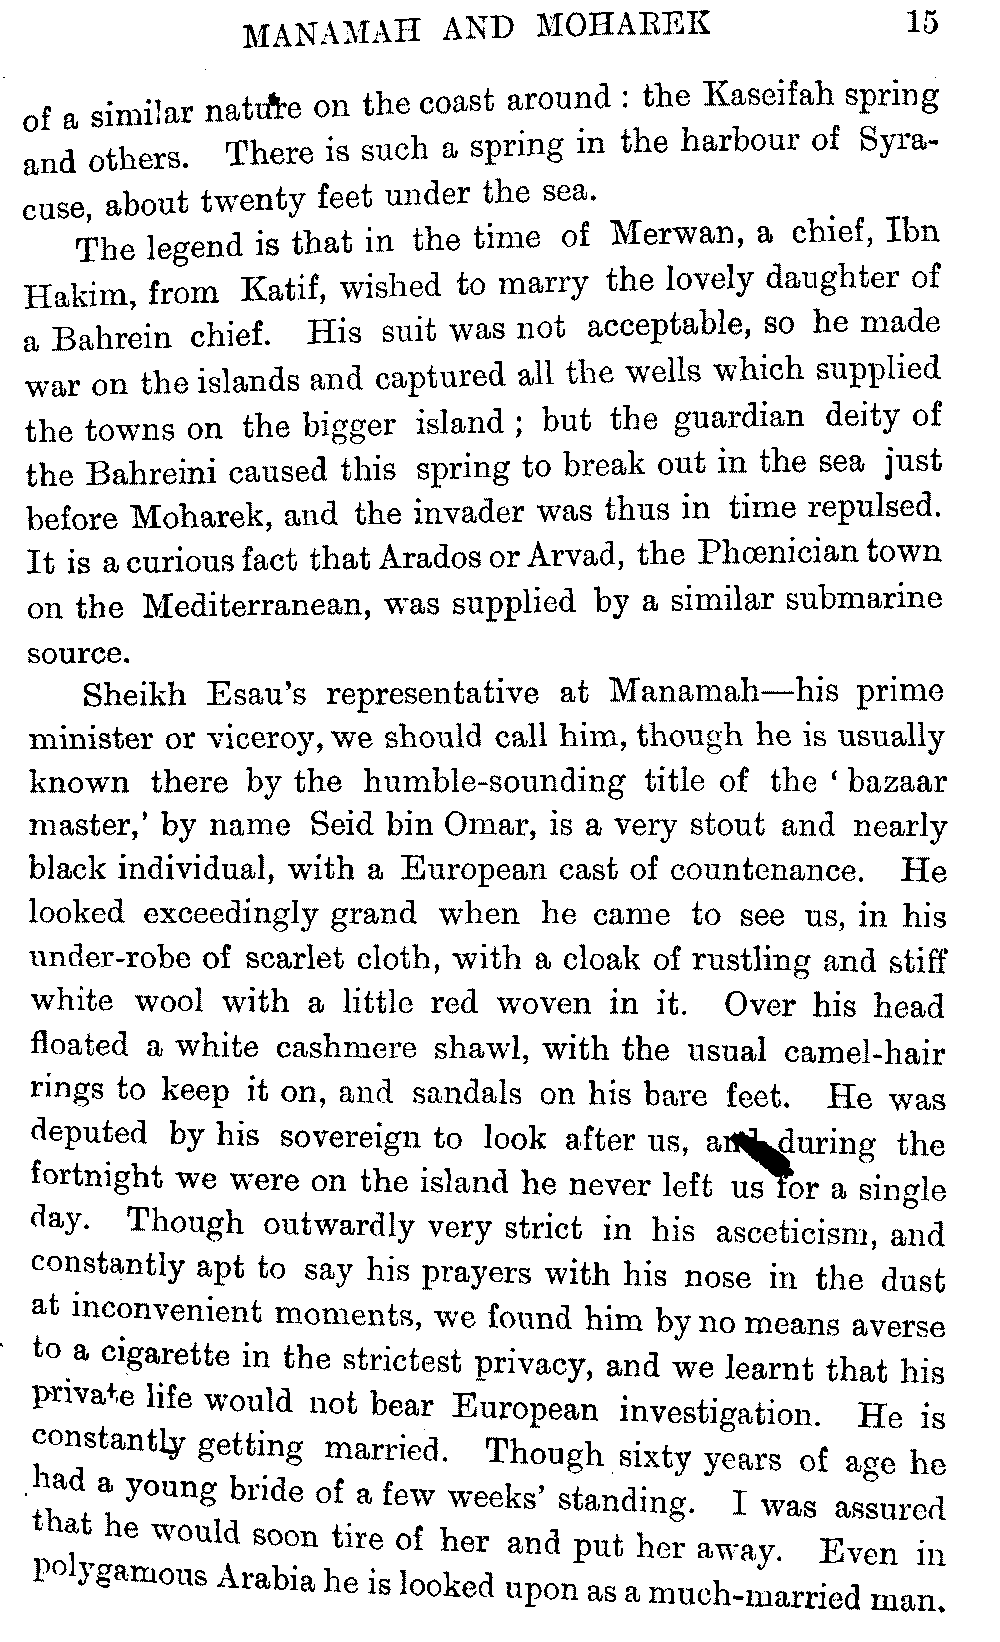 MANAMAH AND MOHAREK 15
of a similar nature on the coast around : the Kaseifah spring
and others. There is such a spring in the harbour of Syra-
cuse, about twenty feet under the sea.
The legend is that in the time of Merwan, a chief, Ibn
Hakim, from Katif, wished to marry the lovely daughter of
a Bahrein chief. His suit was not acceptable, so he made
war on the islands and captured all the wells which supplied
the towns on the bigger island ; but the guardian deity of
the Bahreini caused this spring to break out in the sea just
before Moharek, and the invader was thus in time repulsed.
It is a curious fact that Arados or Arvad, the Phœnician town
on the Mediterranean, was supplied by a similar submarine
source.
Sheikh Esau's representative at Manamah—his prime
minister or viceroy, we should call him, though he is usually
known there by the humble-sounding title of the ‘ bazaar
master,’ by name Seid bin Omar, is a very stout and nearly
black individual, with a European cast of countenance. He
looked exceedingly grand when he came to see us, in his
under-robe of scarlet cloth, with a cloak of rustling and stiff
white wool with a little red woven in it. Over his head
floated a white cashmere shawl, with the usual camel-hair
rings to keep it on, and sandals on his bare feet. He was
deputed by his sovereign to look after us, and during the
fortnight we were on the island he never left us for a single
day. Though outwardly very strict in his asceticism, and
constantly apt to say his prayers with his nose in the dust
at inconvenient moments, we found him by no means averse
to a cigarette in the strictest privacy, and we learnt that his
private life would not bear European investigation. He is
constantly getting married. Though sixty years of age he
had a young bride of a few weeks' standing. I was assured
that he would soon tire of her and put her away. Even in
polygamous Arabia he is looked upon as a much-married man.